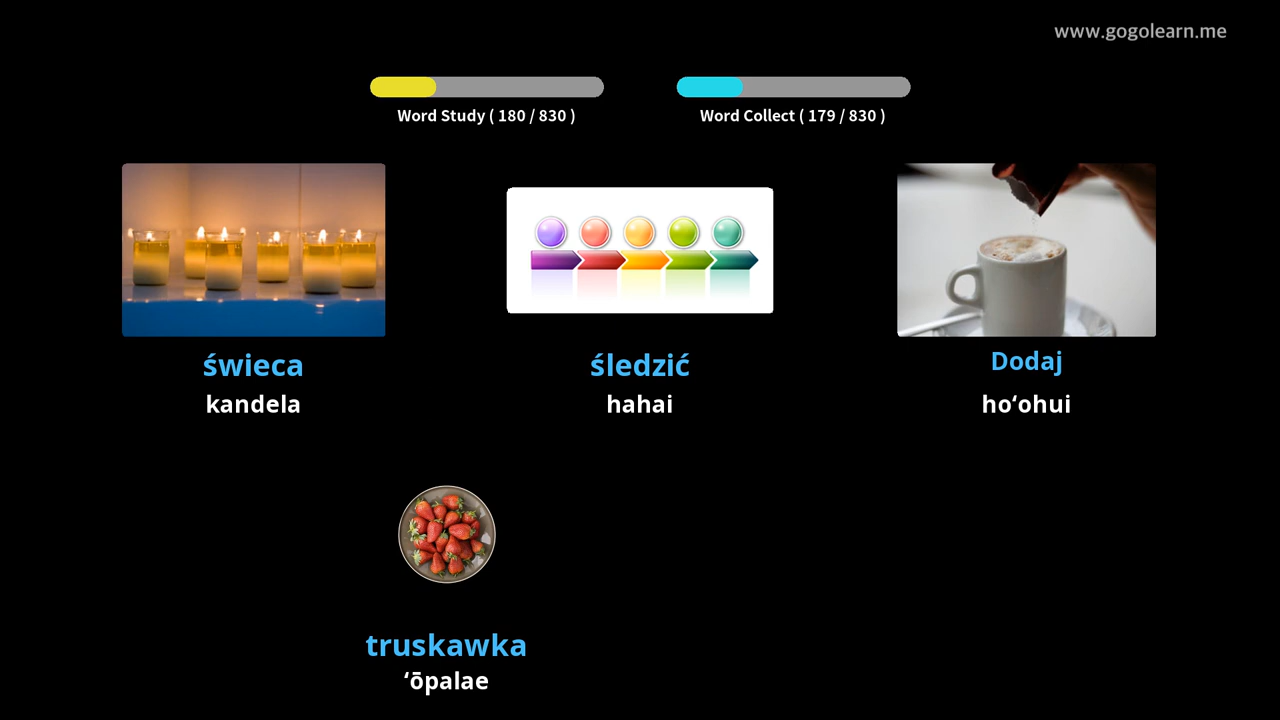 www.gogolearn.me
Word Study ( 180 / 830 )
Word Collect ( 179 / 830 )
świeca
śledzić
Dodaj
kandela
hahai
hoʻohui
truskawka
ʻōpalae